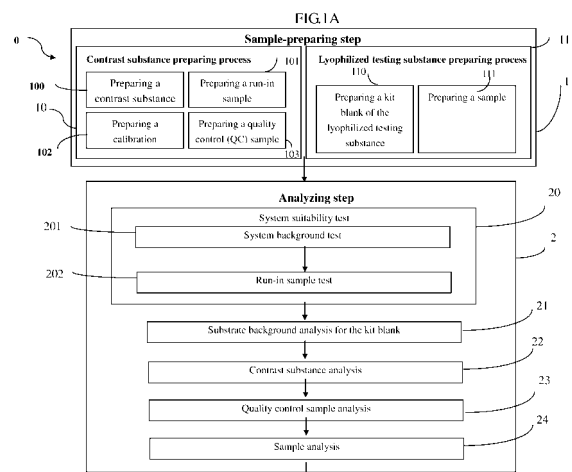 FIG.1A
0
Sample-preparing step
11
Contrast substance preparing process
101
Lyophilized testing substance preparing process
110
111
1
100
Preparing a
contrast substance
Preparing a run-in
sample
Preparing a kit
blank of the
lyophilized testing
substance
Preparing a sample
10
Preparing a
calibration
Preparing a quality
control (QC) sample
102
103
Analyzing step
20
System suitability test
201
System background test
2
202
Run-in sample test
21
Substrate background analysis for the kit blank
22
Contrast substance analysis
23
Quality control sample analysis
24
Sample analysis